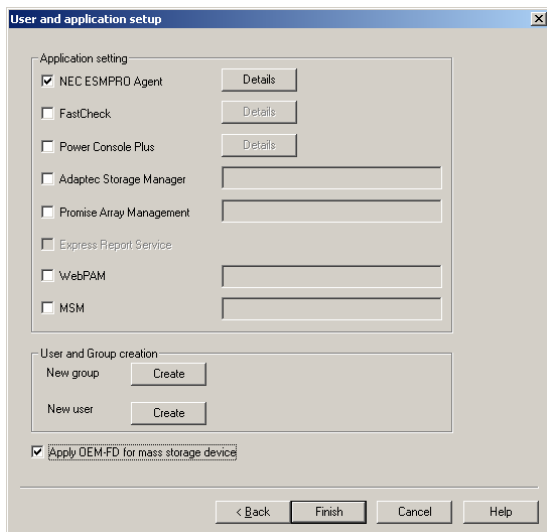 User and application setup
Application setting
NEC ESMPRO Agent Details
FastCheck Details
Power Console Plus Details
Adaptec Storage Manager
Promise Array Management
Express Report Service
WebPAM
MSM
User and Group creation
New group Create
New user Create
Apply OEM-FD for mass storage device
< Back Finish Cancel Help